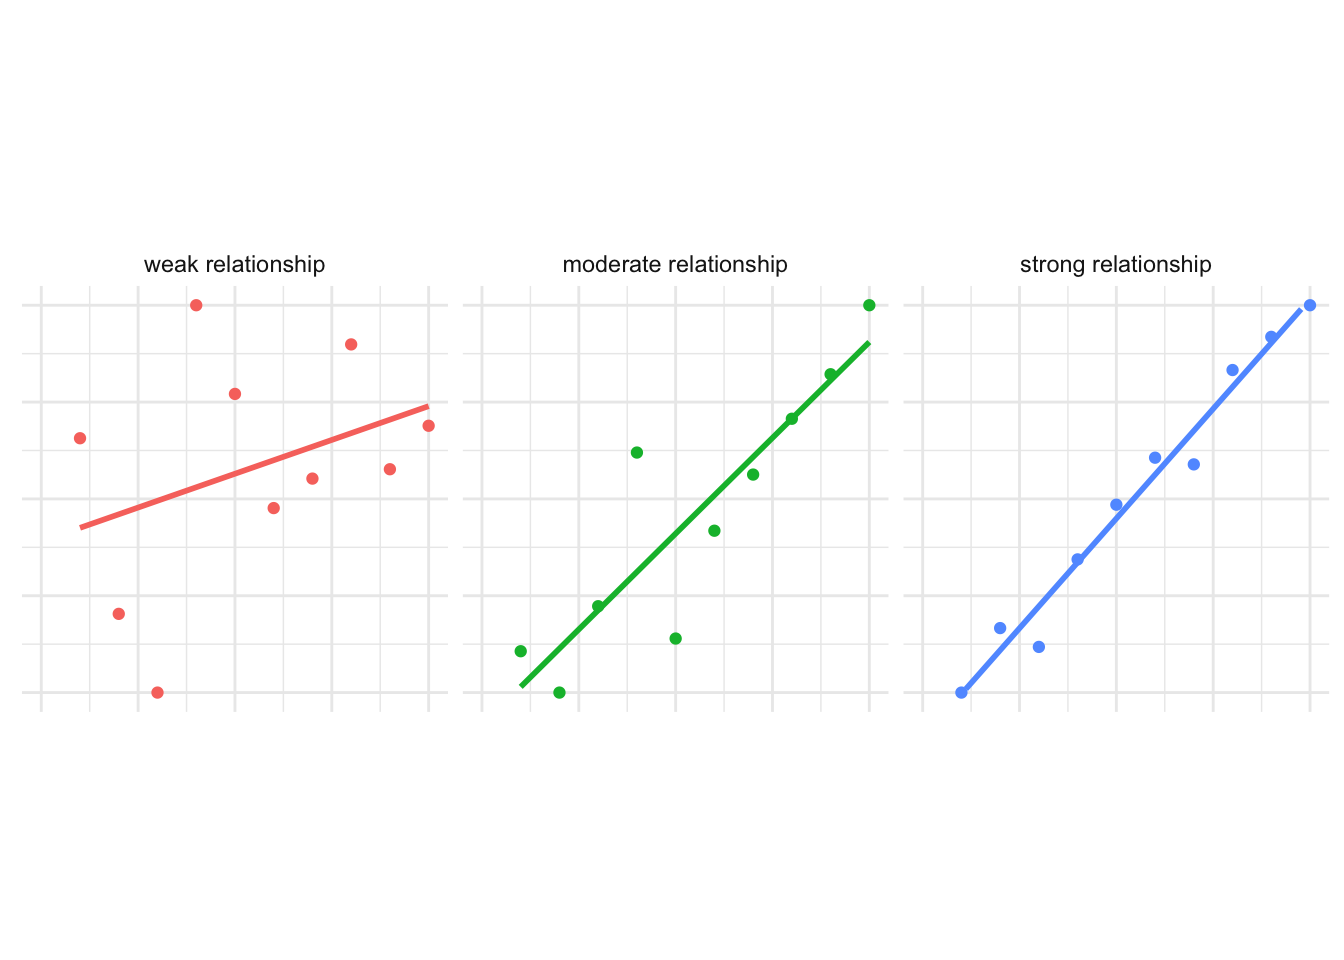 weak relationship
moderate relationship
strong relationship